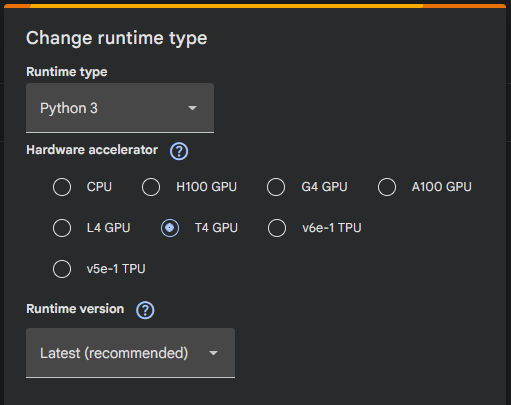 Change runtime type
Runtime type
Python 3
Hardware accelerator ?
CPU H100 GPU G4 GPU A100 GPU
L4 GPU T4 GPU v6e-1 TPU
v5e-1 TPU
Runtime version ?
Latest (recommended)